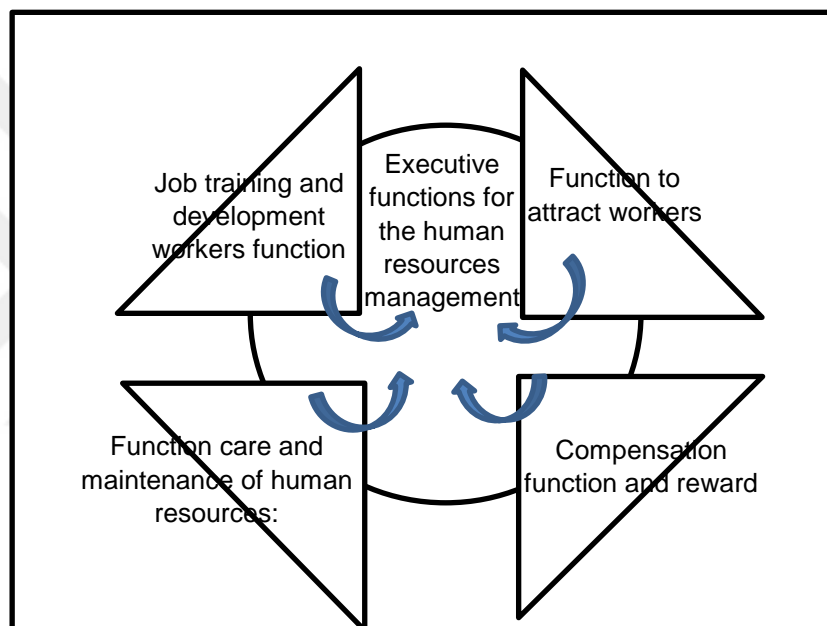 Job training and
development
workers function
Executive
functions for
the human
resources
management
Function to
attract workers
Function care and
maintenance of human
resources:
Compensation
function and reward